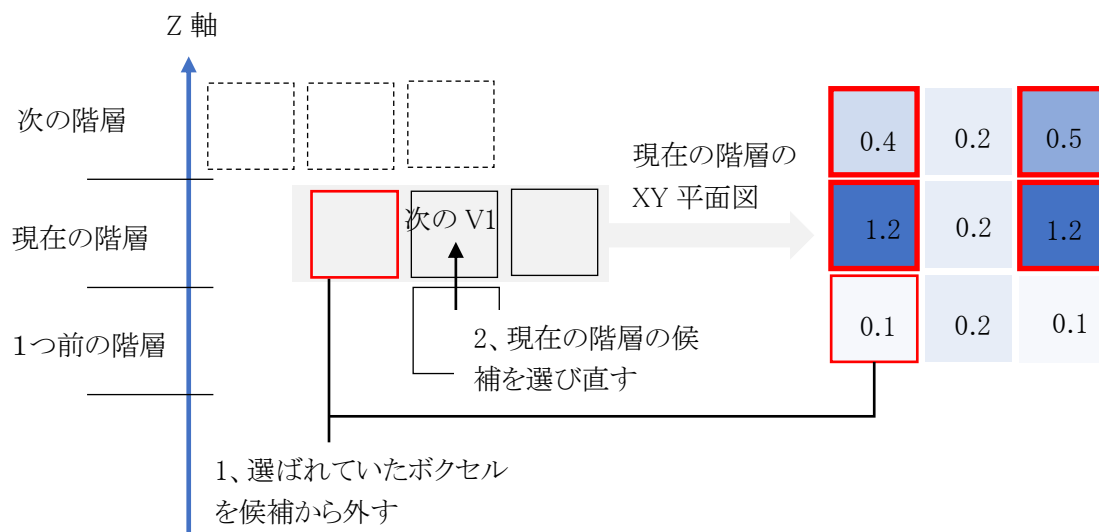 Z 軸
次の階層
現在の階層
1つ前の階層
次の V1
2、現在の階層の候
補を選び直す
1、選ばれていたボクセル
を候補から外す
現在の階層の
XY 平面図
0.4 0.2 0.5
1.2 0.2 1.2
0.1 0.2 0.1